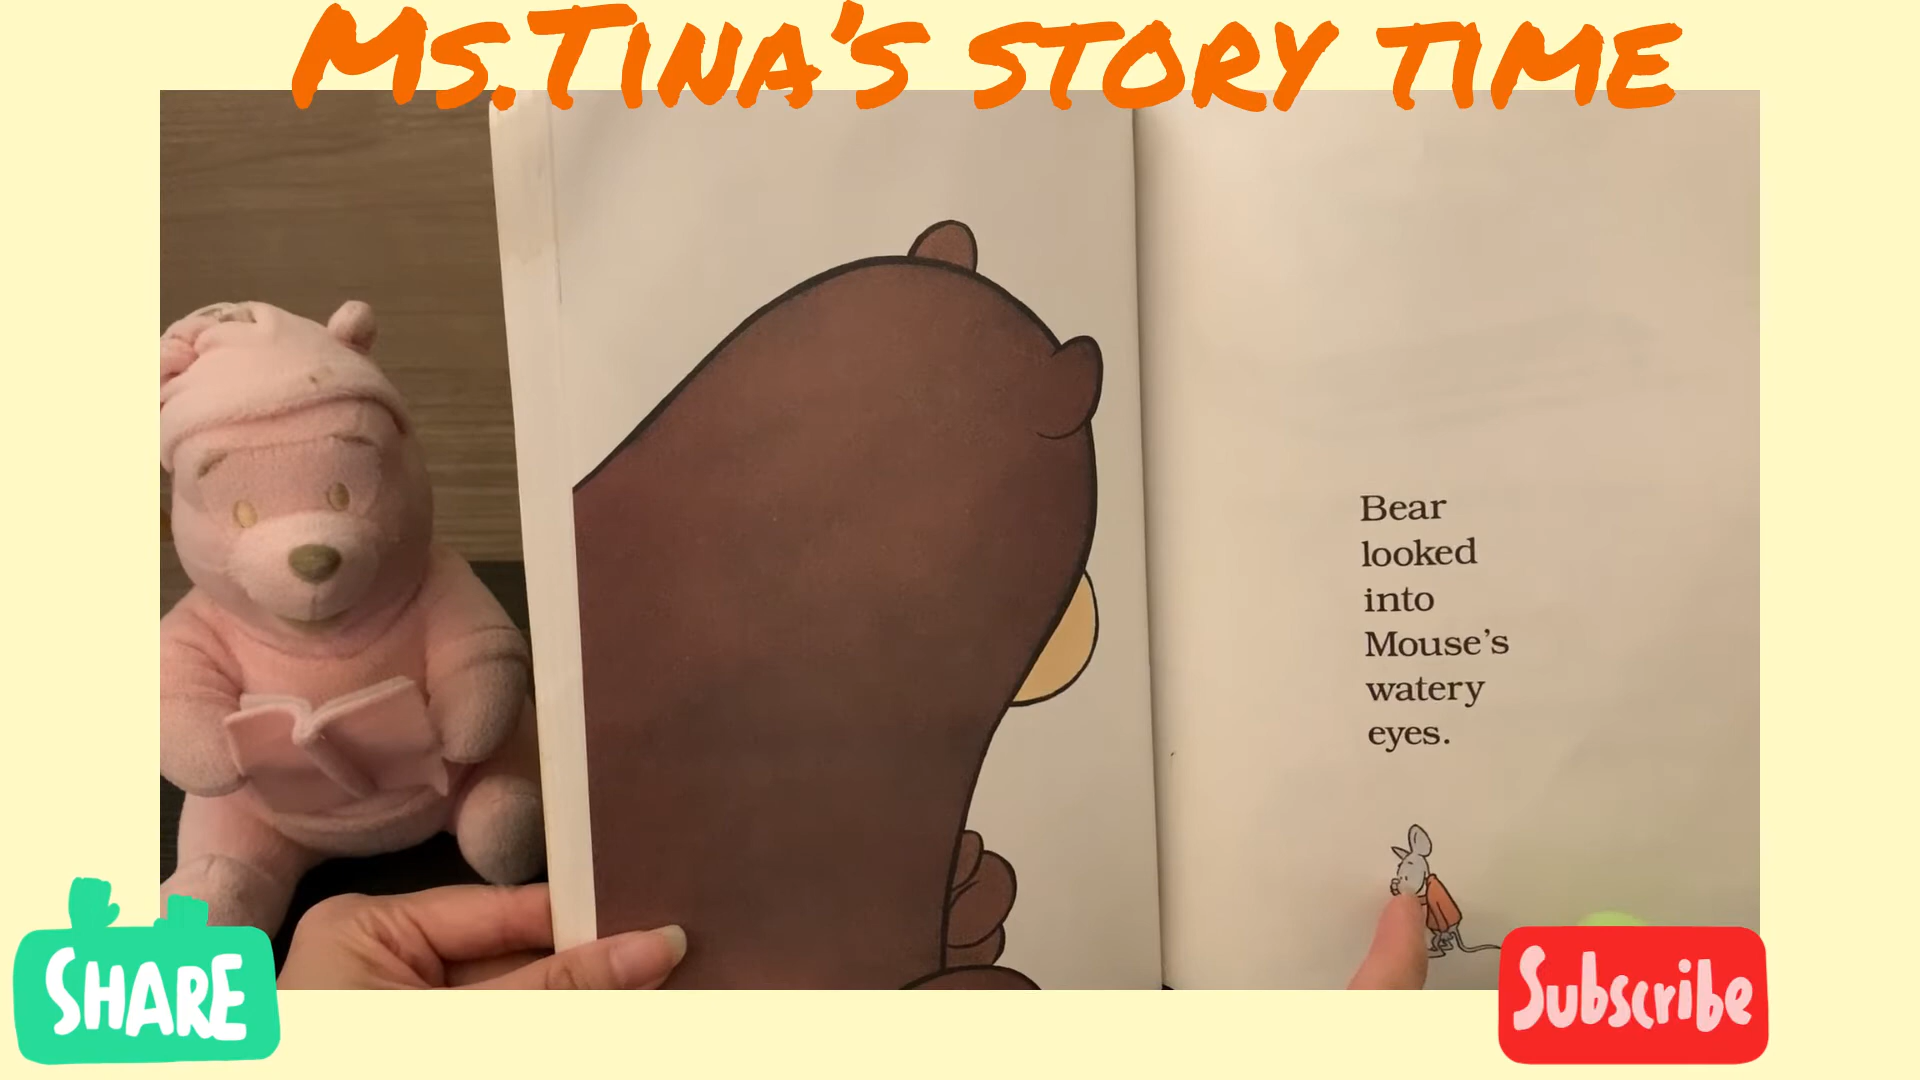 Ms.Tina's story time
Bear
looked
into
Mouse's
watery
eyes.
SHARE
Subscribe